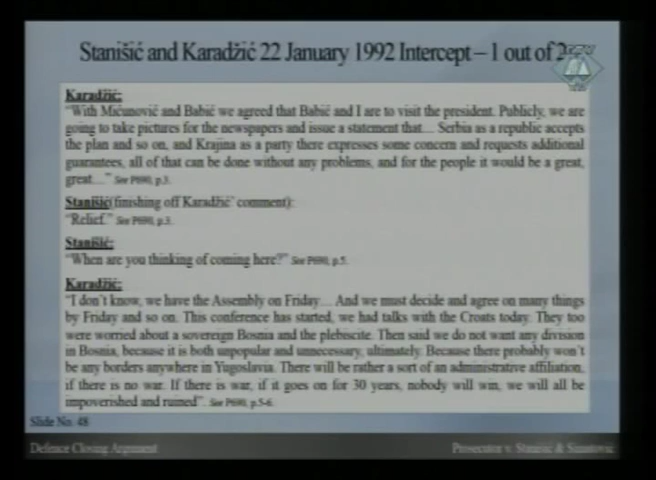 Stanišić and Karadžić 22 January 1992 Intercept – 1 out of 2
Karadžić:
"With Mićunović and Babić we agreed that Babić and I are to visit the president. Publicly, we are
going to take pictures for the newspapers and issue a statement that... Serbia as a republic accepts
the plan and so on, and Krajina as a party there expresses some concern and requests additional
guarantees, all of that can be done without any problems, and for the people it would be a great,
great...." See P690, p.3.
Stanišić(finishing off Karadžić' comment):
"Relief." See P690, p.3.
Stanišić:
"When are you thinking of coming here?" See P690, p.5.
Karadžić:
"I don't know, we have the Assembly on Friday... And we must decide and agree on many things
by Friday and so on. This conference has started, we had talks with the Croats today. They too
were worried about a sovereign Bosnia and the plebiscite. Then said we do not want any division
in Bosnia, because it is both unpopular and unnecessary, ultimately. Because there probably won't
be any borders anywhere in Yugoslavia. There will be rather a sort of an administrative affiliation,
if there is no war. If there is war, if it goes on for 30 years, nobody will win, we will all be
impoverished and ruined". See P690, p.5-6.
Slide No. 48
Defence Closing Argument
Prosecutor v. Stanišić & Simatović